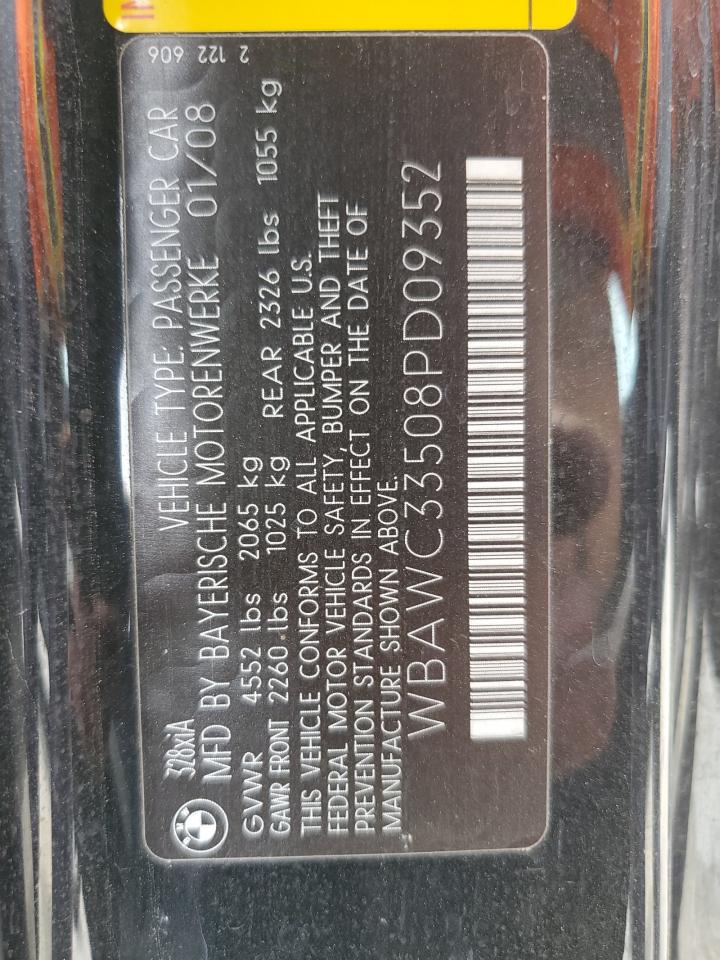 2 122 606
328xiA VEHICLE TYPE: PASSENGER CAR
MFD BY BAYERISCHE MOTORENWERKE 01/08
GVWR 4552 lbs 2065 kg
GAWR FRONT 2260 lbs 1025 kg REAR 2326 lbs 1055 kg
THIS VEHICLE CONFORMS TO ALL APPLICABLE U.S.
FEDERAL MOTOR VEHICLE SAFETY, BUMPER AND THEFT
PREVENTION STANDARDS IN EFFECT ON THE DATE OF
MANUFACTURE SHOWN ABOVE.
WBAWC33508PD09352